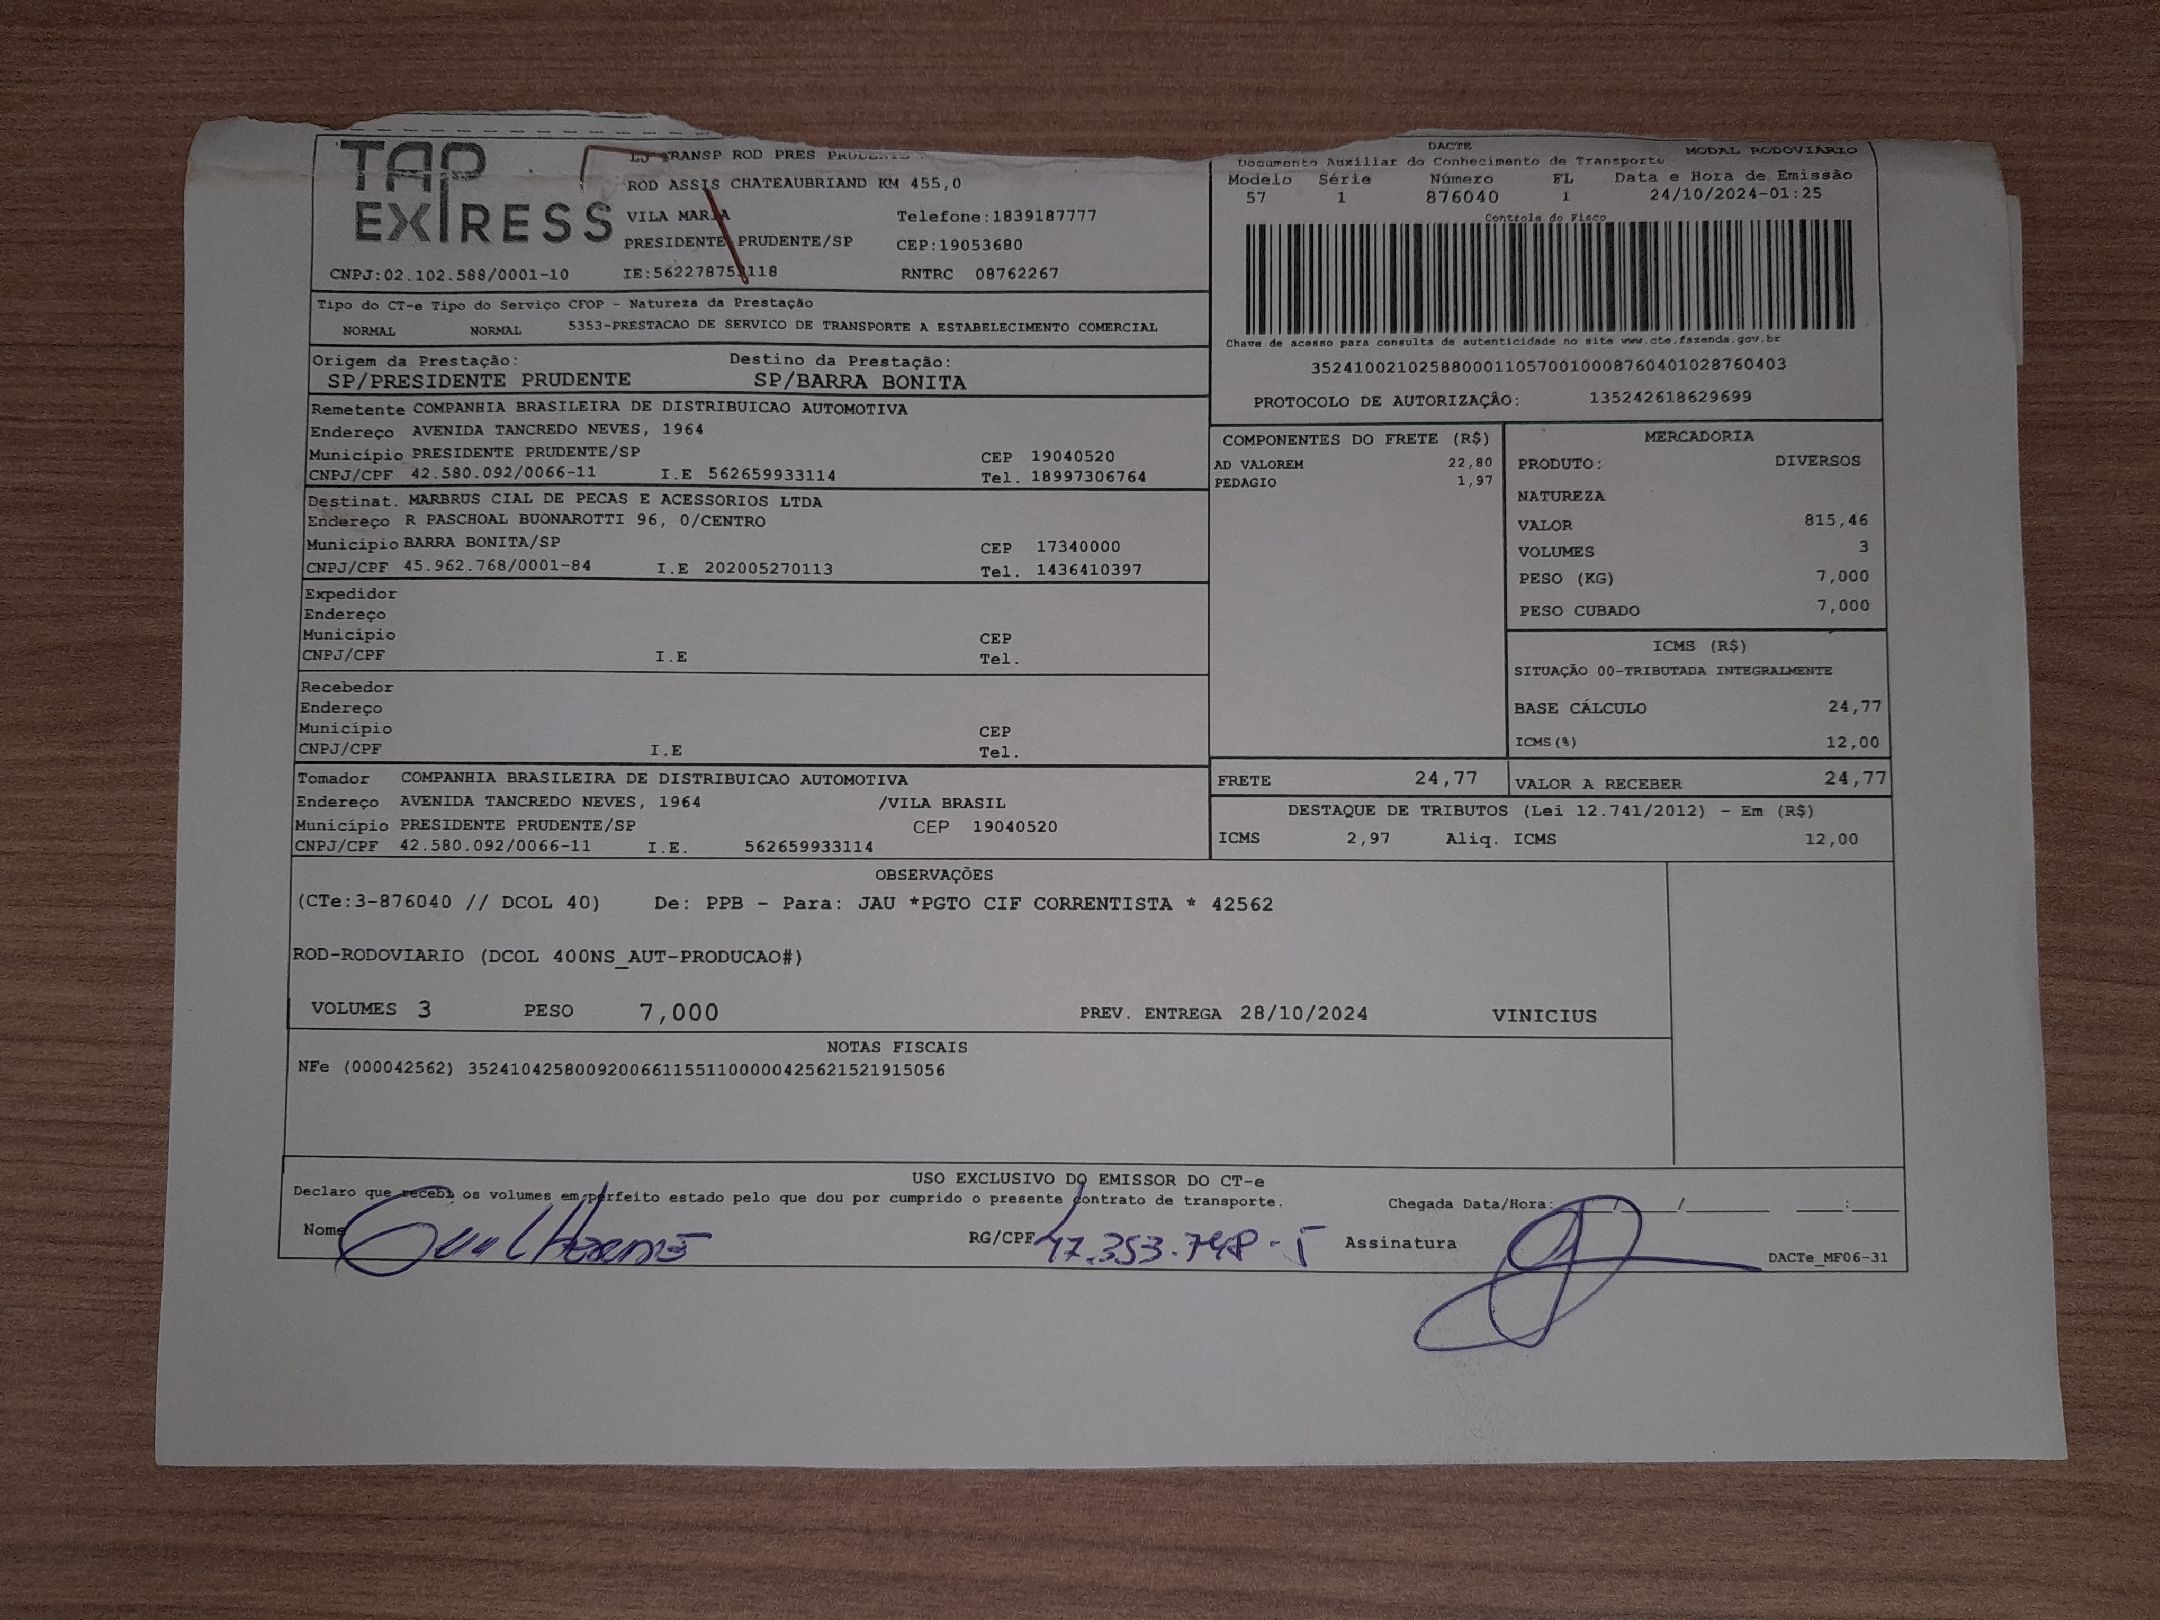 TAP
EXPRESS
TRANSP ROD PRES
ROD ASSIS CHATEAUBRIAND KM 455,0
VILA MARIA Telefone:1839187777
PRESIDENTE PRUDENTE/SP CEP:19053680
CNPJ:02.102.588/0001-10 RNTRC 08762267
DACTE
Documento Auxiliar do Conhecimento de Transporte MODAL RODOVIÁRIO
Modelo Série Número FL Data e Hora de Emissão
57 1 876040 1 24/10/2024-01:25
Controle do Fisco
Chave de acesso para consulta de autenticidade no site www.cte.fazenda.gov.br
35241002102588000110570010008760401028760403
PROTOCOLO DE AUTORIZAÇÃO: 135242618629699
Tipo do CT-e Tipo do Serviço CFOP - Natureza da Prestação
NORMAL NORMAL 5353-PRESTACAO DE SERVICO DE TRANSPORTE A ESTABELECIMENTO COMERCIAL
Origem da Prestação: Destino da Prestação:
SP/PRESIDENTE PRUDENTE SP/BARRA BONITA
Remetente COMPANHIA BRASILEIRA DE DISTRIBUICAO AUTOMOTIVA
Endereço AVENIDA TANCREDO NEVES, 1964
Município PRESIDENTE PRUDENTE/SP CEP 19040520
CNPJ/CPF 42.580.092/0066-11 I.E 562659933114 Tel. 18997306764
Destinat. MARBRUS CIAL DE PECAS E ACESSORIOS LTDA
Endereço R PASCHOAL BUONAROTTI 96, 0/CENTRO
Município BARRA BONITA/SP CEP 17340000
CNPJ/CPF 45.962.768/0001-84 I.E 202005270113 Tel. 1436410397
Expedidor
Endereço
Município CEP
CNPJ/CPF I.E Tel.
Recebedor
Endereço
Município CEP
CNPJ/CPF I.E Tel.
Tomador COMPANHIA BRASILEIRA DE DISTRIBUICAO AUTOMOTIVA
Endereço AVENIDA TANCREDO NEVES, 1964 /VILA BRASIL
Município PRESIDENTE PRUDENTE/SP CEP 19040520
CNPJ/CPF 42.580.092/0066-11 I.E. 562659933114
COMPONENTES DO FRETE (R$)
AD VALOREM 22,80
PEDAGIO 1,97
MERCADORIA
PRODUTO: DIVERSOS
NATUREZA
VALOR 815,46
VOLUMES 3
PESO (KG) 7,000
PESO CUBADO 7,000
ICMS (R$)
SITUAÇÃO 00-TRIBUTADA INTEGRALMENTE
BASE CÁLCULO 24,77
ICMS(%) 12,00
FRETE 24,77 VALOR A RECEBER 24,77
DESTAQUE DE TRIBUTOS (Lei 12.741/2012) - Em (R$)
ICMS 2,97 Aliq. ICMS 12,00
OBSERVAÇÕES
(CTe:3-876040 // DCOL 40) De: PPB - Para: JAU *PGTO CIF CORRENTISTA * 42562
ROD-RODOVIARIO (DCOL 400NS_AUT-PRODUCAO#)
VOLUMES 3 PESO 7,000 PREV. ENTREGA 28/10/2024 VINICIUS
NOTAS FISCAIS
NFe (000042562) 35241042580092006611551100000425621521915056
USO EXCLUSIVO DO EMISSOR DO CT-e
Declaro que recebi os volumes em perfeito estado pelo que dou por cumprido o presente contrato de transporte. Chegada Data/Hora: / / :
Nome Guilherme RG/CPF Assinatura
DACTe_MF06-31